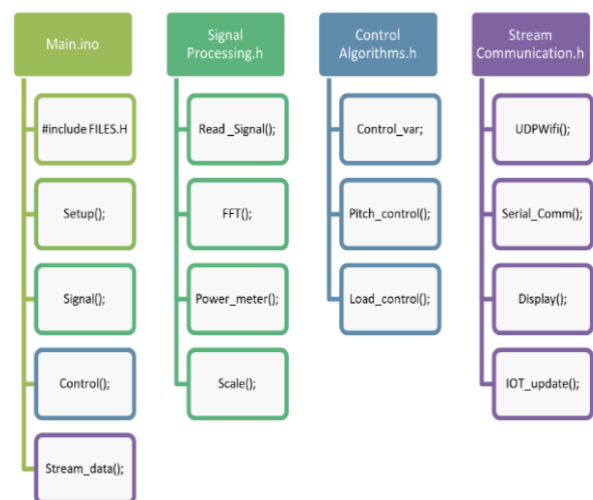 Main.ino
#include FILES.H
Setup();
Signal();
Control();
Stream_data();
Signal
Processing.h
Read _Signal();
FFT();
Power_meter();
Scale();
Control
Algorithms.h
Control_var;
Pitch_control();
Load_control();
Stream
Communication.h
UDPWifi();
Serial_Comm();
Display();
IOT_update();